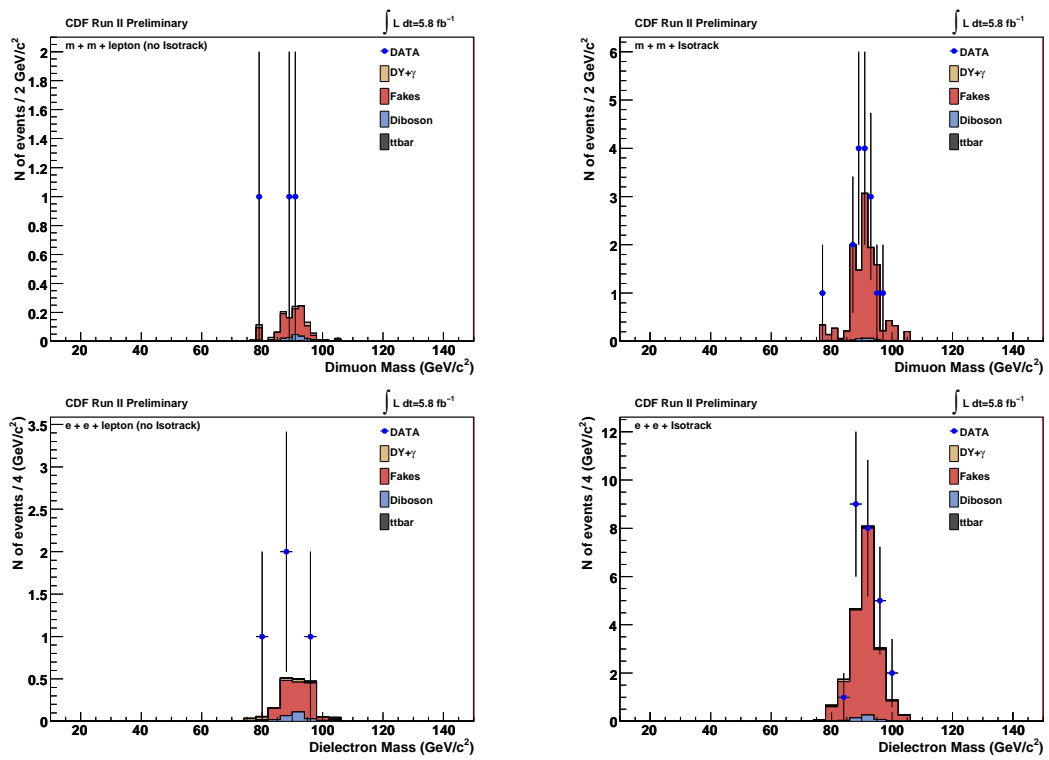 CDF Run II Preliminary
∫ L dt=5.8 fb⁻¹
m + m + lepton (no Isotrack)
DATA
DY+γ
Fakes
Diboson
ttbar
N of events / 2 GeV/c²
2
1.8
1.6
1.4
1.2
1
0.8
0.6
0.4
0.2
0
20 40 60 80 100 120 140
Dimuon Mass (GeV/c²)
CDF Run II Preliminary
∫ L dt=5.8 fb⁻¹
m + m + Isotrack
DATA
DY+γ
Fakes
Diboson
ttbar
N of events / 2 GeV/c²
6
5
4
3
2
1
0
20 40 60 80 100 120 140
Dimuon Mass (GeV/c²)
CDF Run II Preliminary
∫ L dt=5.8 fb⁻¹
e + e + lepton (no Isotrack)
DATA
DY+γ
Fakes
Diboson
ttbar
N of events / 4 (GeV/c²)
3.5
3
2.5
2
1.5
1
0.5
0
20 40 60 80 100 120 140
Dielectron Mass (GeV/c²)
CDF Run II Preliminary
∫ L dt=5.8 fb⁻¹
e + e + Isotrack
DATA
DY+γ
Fakes
Diboson
ttbar
N of events / 4 (GeV/c²)
12
10
8
6
4
2
0
20 40 60 80 100 120 140
Dielectron Mass (GeV/c²)